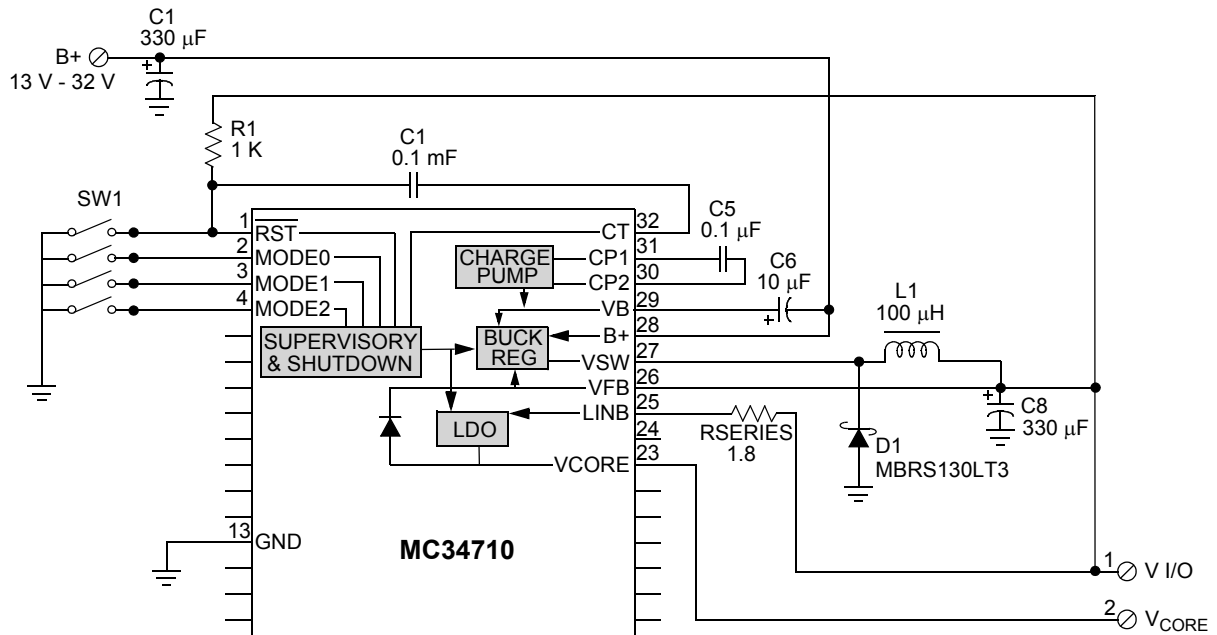 C1
330 µF
B+
13 V - 32 V
R1
1 K
C1
0.1 mF
SW1
1
RST
2
MODE0
3
MODE1
4
MODE2
SUPERVISORY
& SHUTDOWN
CHARGE
PUMP
BUCK
REG
LDO
CT
32
CP1
31
CP2
30
VB
29
B+
28
VSW
27
VFB
26
LINB
25
24
VCORE
23
C5
0.1 µF
C6
10 µF
L1
100 µH
C8
330 µF
RSERIES
1.8
D1
MBRS130LT3
13
GND
MC34710
1
V I/O
2
VCORE